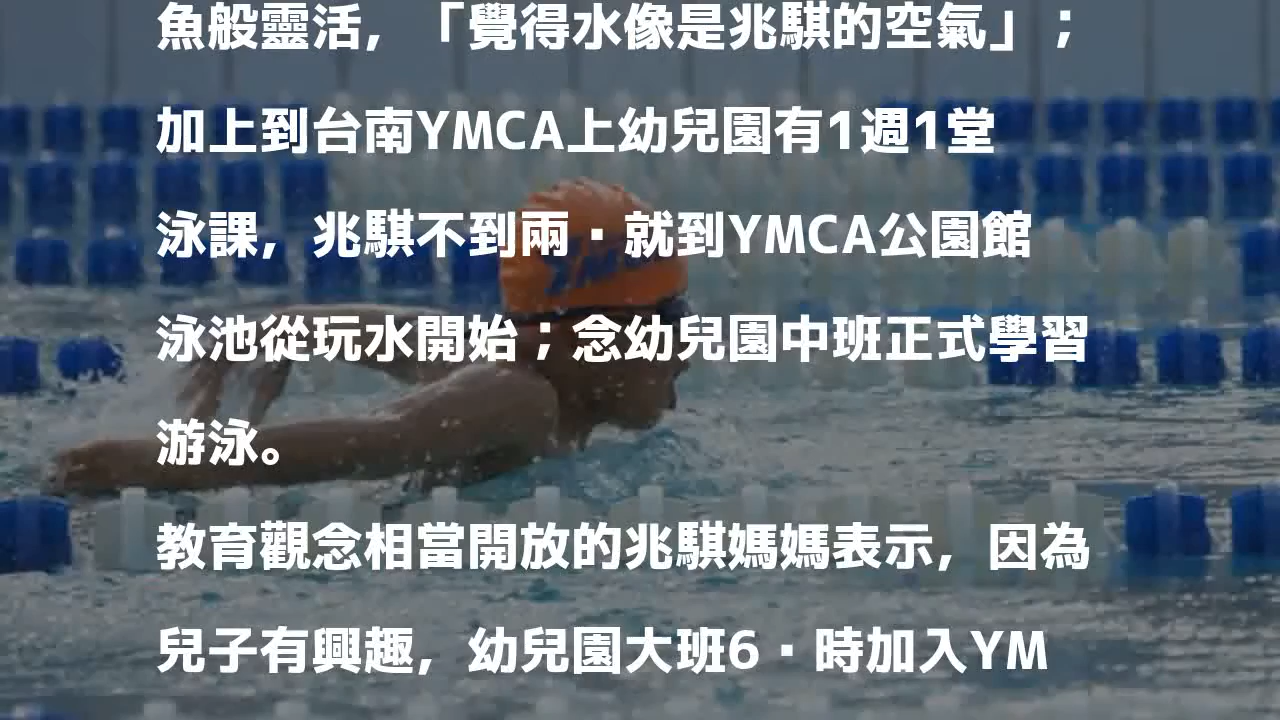 魚般靈活，「覺得水像是兆騏的空氣」；
加上到台南YMCA上幼兒園有1週1堂
泳課，兆騏不到兩▪就到YMCA公園館
泳池從玩水開始；念幼兒園中班正式學習
游泳。
教育觀念相當開放的兆騏媽媽表示，因為
兒子有興趣，幼兒園大班6▪時加入YM